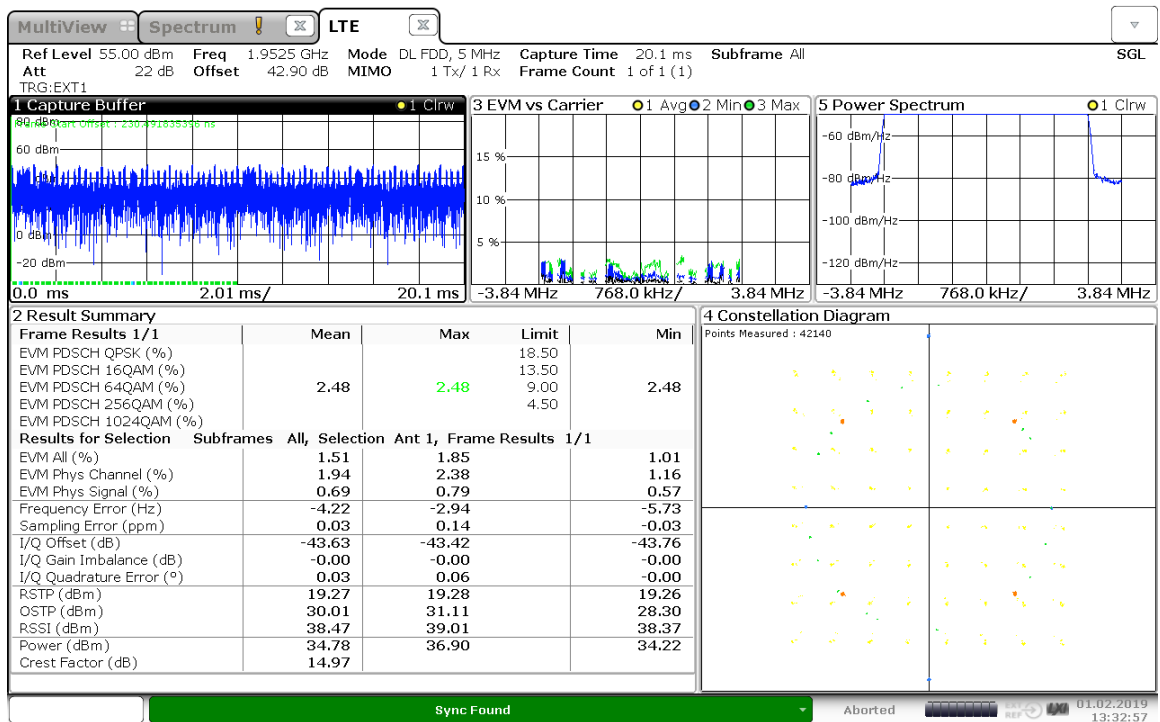 MultiView Spectrum LTE
Ref Level 55.00 dBm Freq 1.9525 GHz Mode DL FDD, 5 MHz Capture Time 20.1 ms Subframe All SGL
Att 22 dB Offset 42.90 dB MIMO 1 Tx/ 1 Rx Frame Count 1 of 1 (1)
TRG:EXT1
1 Capture Buffer 1 Clrw
Frame Start Offset : 230.491835396 ns
80 dBm
60 dBm
0 dBm
-20 dBm
0.0 ms 2.01 ms/ 20.1 ms
3 EVM vs Carrier 1 Avg 2 Min 3 Max
15 %
10 %
5 %
-3.84 MHz 768.0 kHz/ 3.84 MHz
5 Power Spectrum 1 Clrw
-60 dBm/Hz
-80 dBm/Hz
-100 dBm/Hz
-120 dBm/Hz
-3.84 MHz 768.0 kHz/ 3.84 MHz
2 Result Summary
Frame Results 1/1 Mean Max Limit Min
EVM PDSCH QPSK (%) 18.50
EVM PDSCH 16QAM (%) 13.50
EVM PDSCH 64QAM (%) 2.48 2.48 9.00 2.48
EVM PDSCH 256QAM (%) 4.50
EVM PDSCH 1024QAM (%)
Results for Selection Subframes All, Selection Ant 1, Frame Results 1/1
EVM All (%) 1.51 1.85 1.01
EVM Phys Channel (%) 1.94 2.38 1.16
EVM Phys Signal (%) 0.69 0.79 0.57
Frequency Error (Hz) -4.22 -2.94 -5.73
Sampling Error (ppm) 0.03 0.14 -0.03
I/Q Offset (dB) -43.63 -43.42 -43.76
I/Q Gain Imbalance (dB) -0.00 -0.00 -0.00
I/Q Quadrature Error (º) 0.03 0.06 -0.00
RSTP (dBm) 19.27 19.28 19.26
OSTP (dBm) 30.01 31.11 28.30
RSSI (dBm) 38.47 39.01 38.37
Power (dBm) 34.78 36.90 34.22
Crest Factor (dB) 14.97
4 Constellation Diagram
Points Measured : 42140
Sync Found
Aborted
EXT
REF
01.02.2019
13:32:57